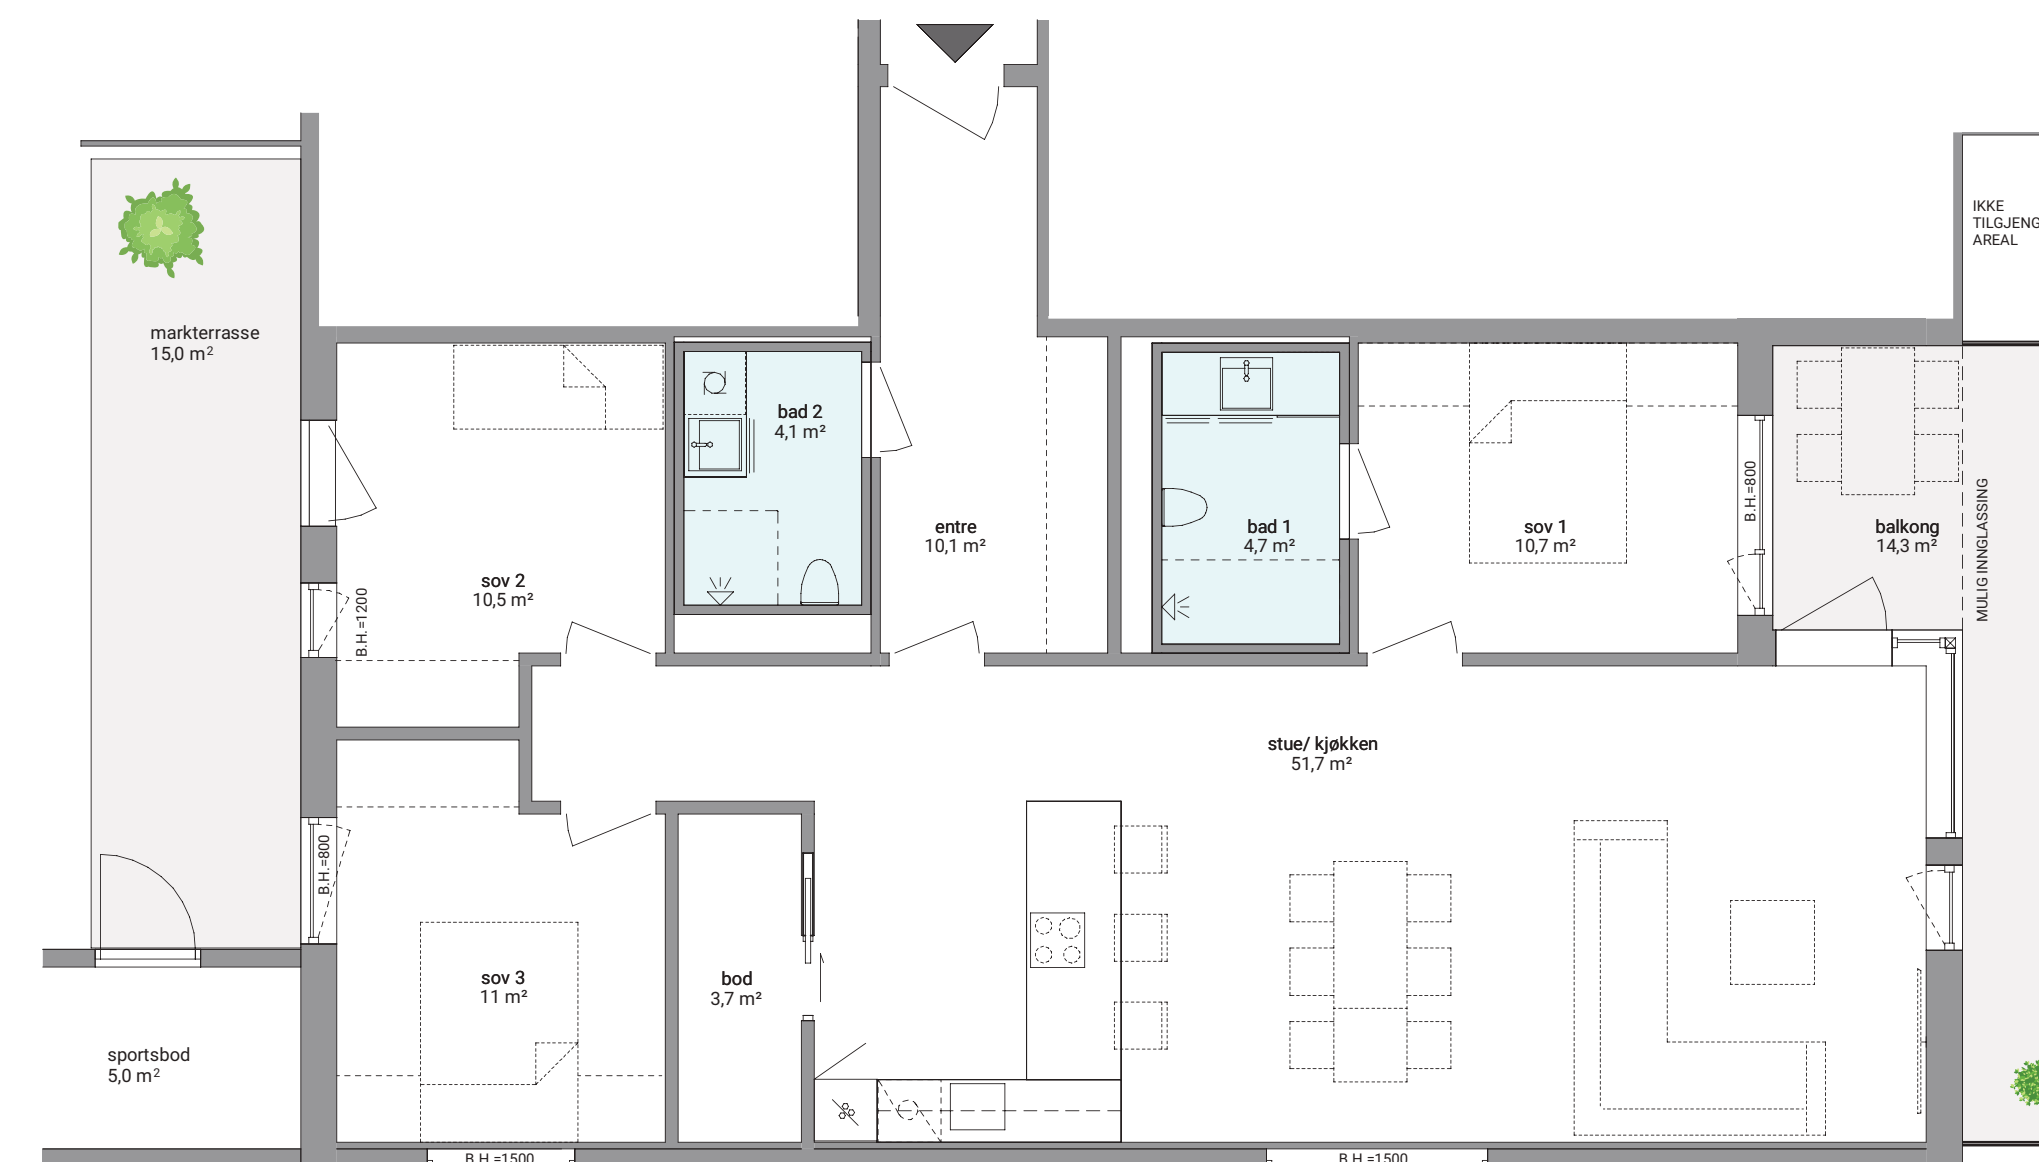 IKKE
TILGJENG
AREAL
markterrasse
15,0 m²
bad 2
4,1 m²
B.H.=800
MULIG INNGLASSING
entre
10,1 m²
bad 1
4,7 m²
sov 1
10,7 m²
balkong
14,3 m²
sov 2
10,5 m²
B.H.=1200
stue/ kjøkken
51,7 m²
B.H.=800
sov 3
11 m²
bod
3,7 m²
sportsbod
5,0 m²
B.H.=1500
B.H.=1500